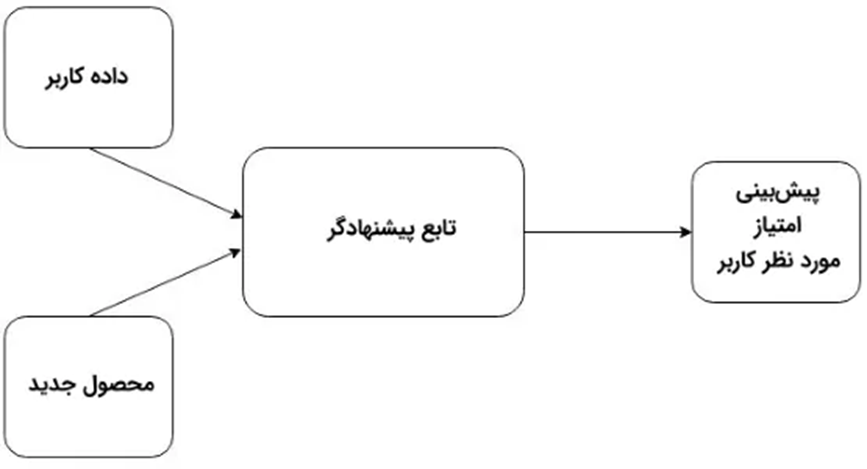 داده کاربر
محصول جدید
تابع پیشنهادگر
پیش‌بینی
امتیاز
مورد نظر کاربر